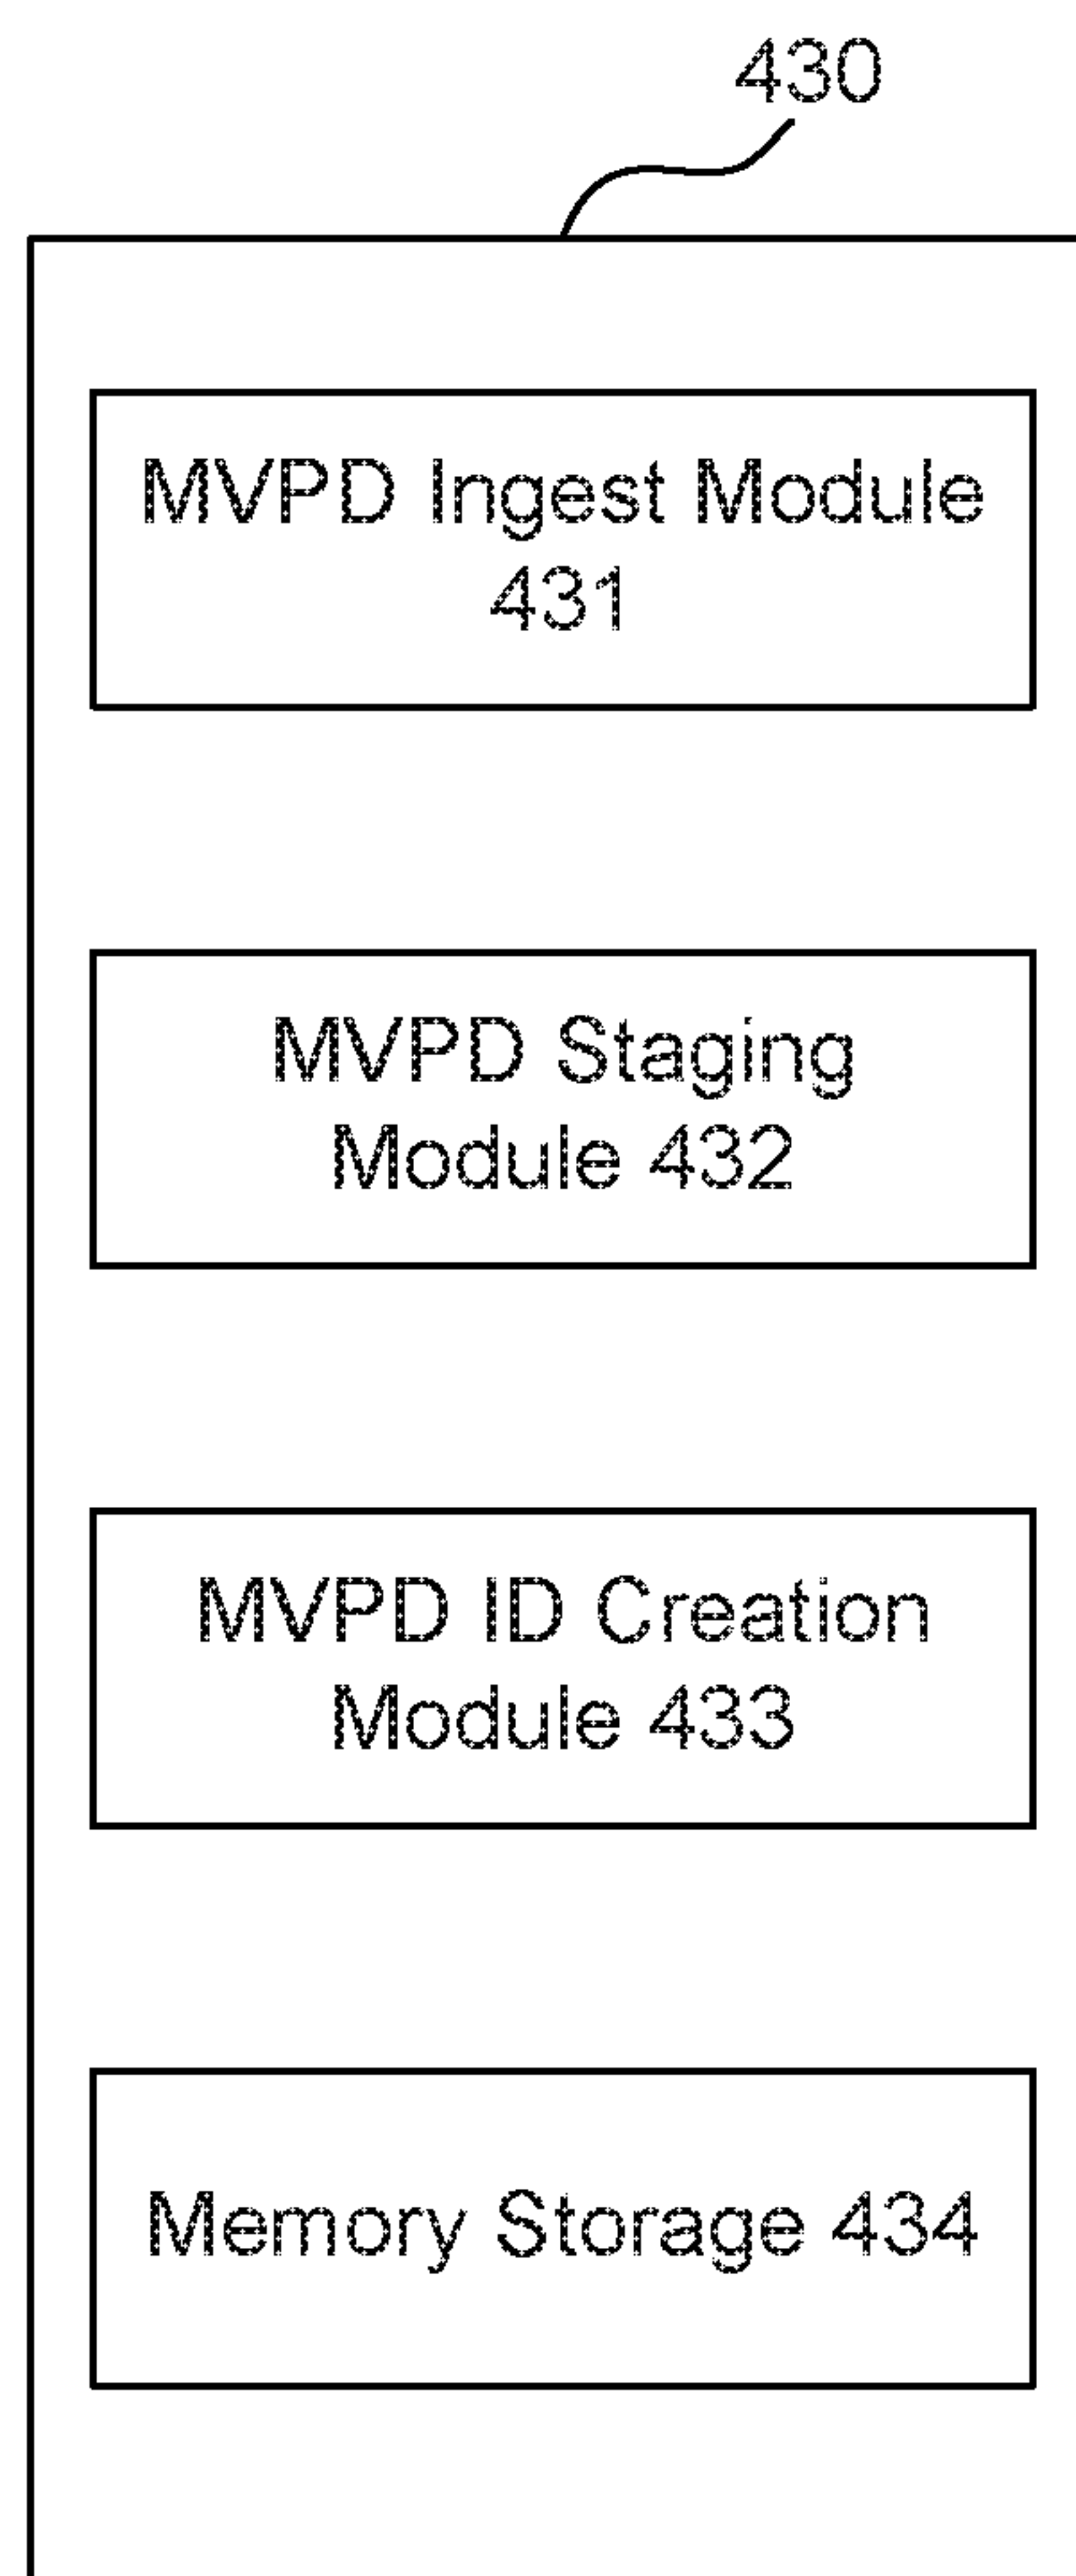 430
MVPD Ingest Module
431
MVPD Staging
Module 432
MVPD ID Creation
Module 433
Memory Storage 434